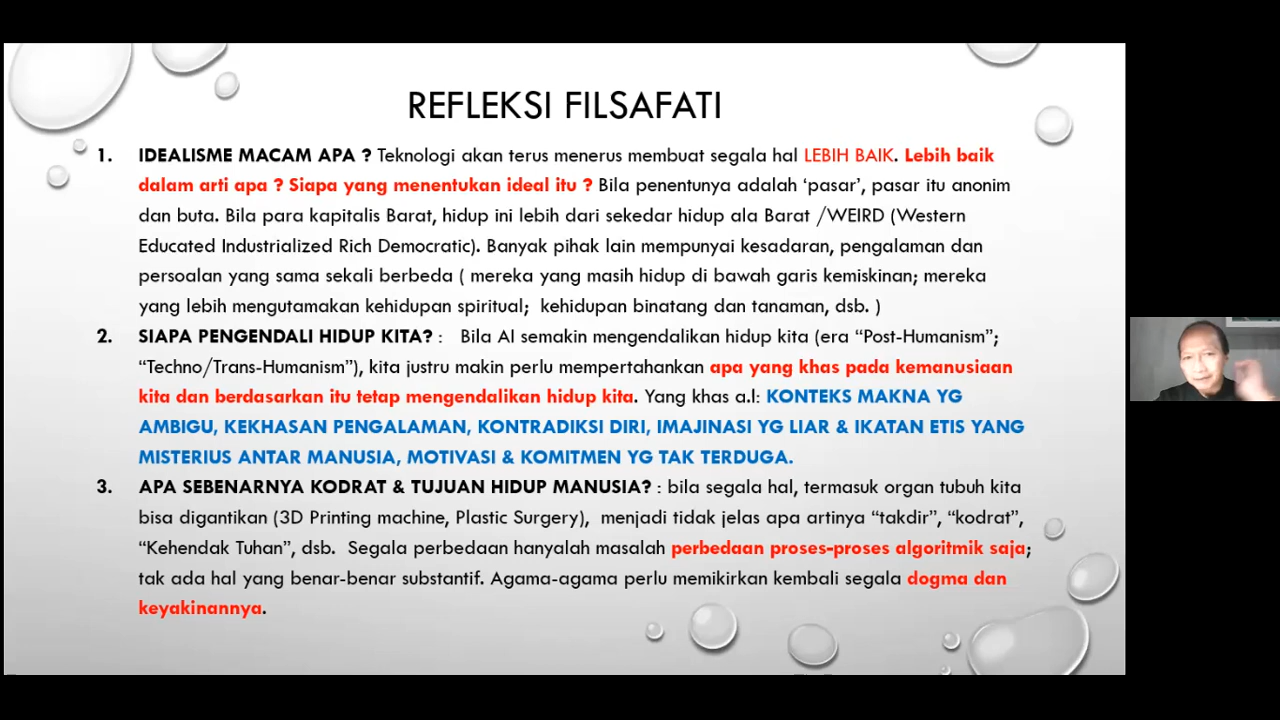 REFLEKSI FILSAFATI
1. IDEALISME MACAM APA ? Teknologi akan terus menerus membuat segala hal LEBIH BAIK. Lebih baik
dalam arti apa ? Siapa yang menentukan ideal itu ? Bila penentunya adalah ‘pasar’, pasar itu anonim
dan buta. Bila para kapitalis Barat, hidup ini lebih dari sekedar hidup ala Barat /WEIRD (Western
Educated Industrialized Rich Democratic). Banyak pihak lain mempunyai kesadaran, pengalaman dan
persoalan yang sama sekali berbeda ( mereka yang masih hidup di bawah garis kemiskinan; mereka
yang lebih mengutamakan kehidupan spiritual; kehidupan binatang dan tanaman, dsb. )
2. SIAPA PENGENDALI HIDUP KITA? : Bila AI semakin mengendalikan hidup kita (era “Post-Humanism”;
“Techno/Trans-Humanism”), kita justru makin perlu mempertahankan apa yang khas pada kemanusiaan
kita dan berdasarkan itu tetap mengendalikan hidup kita. Yang khas a.l: KONTEKS MAKNA YG
AMBIGU, KEKHASAN PENGALAMAN, KONTRADIKSI DIRI, IMAJINASI YG LIAR & IKATAN ETIS YANG
MISTERIUS ANTAR MANUSIA, MOTIVASI & KOMITMEN YG TAK TERDUGA.
3. APA SEBENARNYA KODRAT & TUJUAN HIDUP MANUSIA? : bila segala hal, termasuk organ tubuh kita
bisa digantikan (3D Printing machine, Plastic Surgery), menjadi tidak jelas apa artinya “takdir”, “kodrat”,
“Kehendak Tuhan”, dsb. Segala perbedaan hanyalah masalah perbedaan proses-proses algoritmik saja;
tak ada hal yang benar-benar substantif. Agama-agama perlu memikirkan kembali segala dogma dan
keyakinannya.